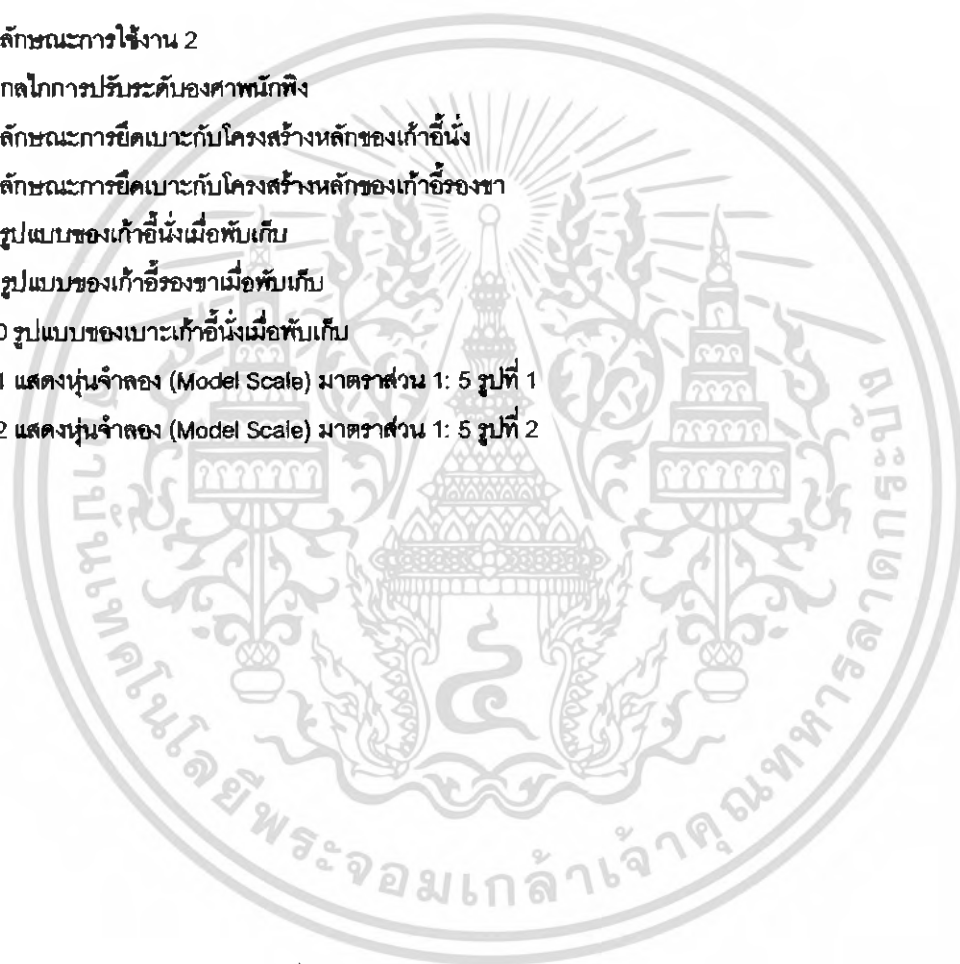 ลักษณะการใช้งาน 2
กลไกการปรับระดับองศาพนักพิง
ลักษณะการยึดเบาะกับโครงสร้างหลักของเก้าอี้นั่ง
ลักษณะการยึดเบาะกับโครงสร้างหลักของเก้าอี้รองขา
รูปแบบของเก้าอี้นั่งเมื่อพับเก็บ
รูปแบบของเก้าอี้รองขาเมื่อพับเก็บ
0 รูปแบบของเบาะเก้าอี้นั่งเมื่อพับเก็บ
1 แสดงหุ่นจำลอง (Model Scale) มาตราส่วน 1: 5 รูปที่ 1
2 แสดงหุ่นจำลอง (Model Scale) มาตราส่วน 1: 5 รูปที่ 2
สถาบันเทคโนโลยีพระจอมเกล้าเจ้าคุณทหารลาดกระบัง